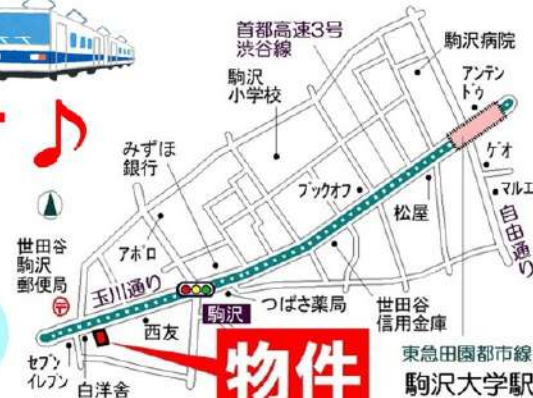 首都高速3号
渋谷線
駒沢病院
駒沢
小学校
アンテン
ドゥ
みずほ
銀行
ゲオ
ブックオフ
マルエ
松屋
自由通り
世田谷
駒沢
郵便局
アポロ
玉川通り
つばさ薬局
世田谷
信用金庫
駒沢
西友
セブン
イレブン
白洋舎
物件
東急田園都市線
駒沢大学駅